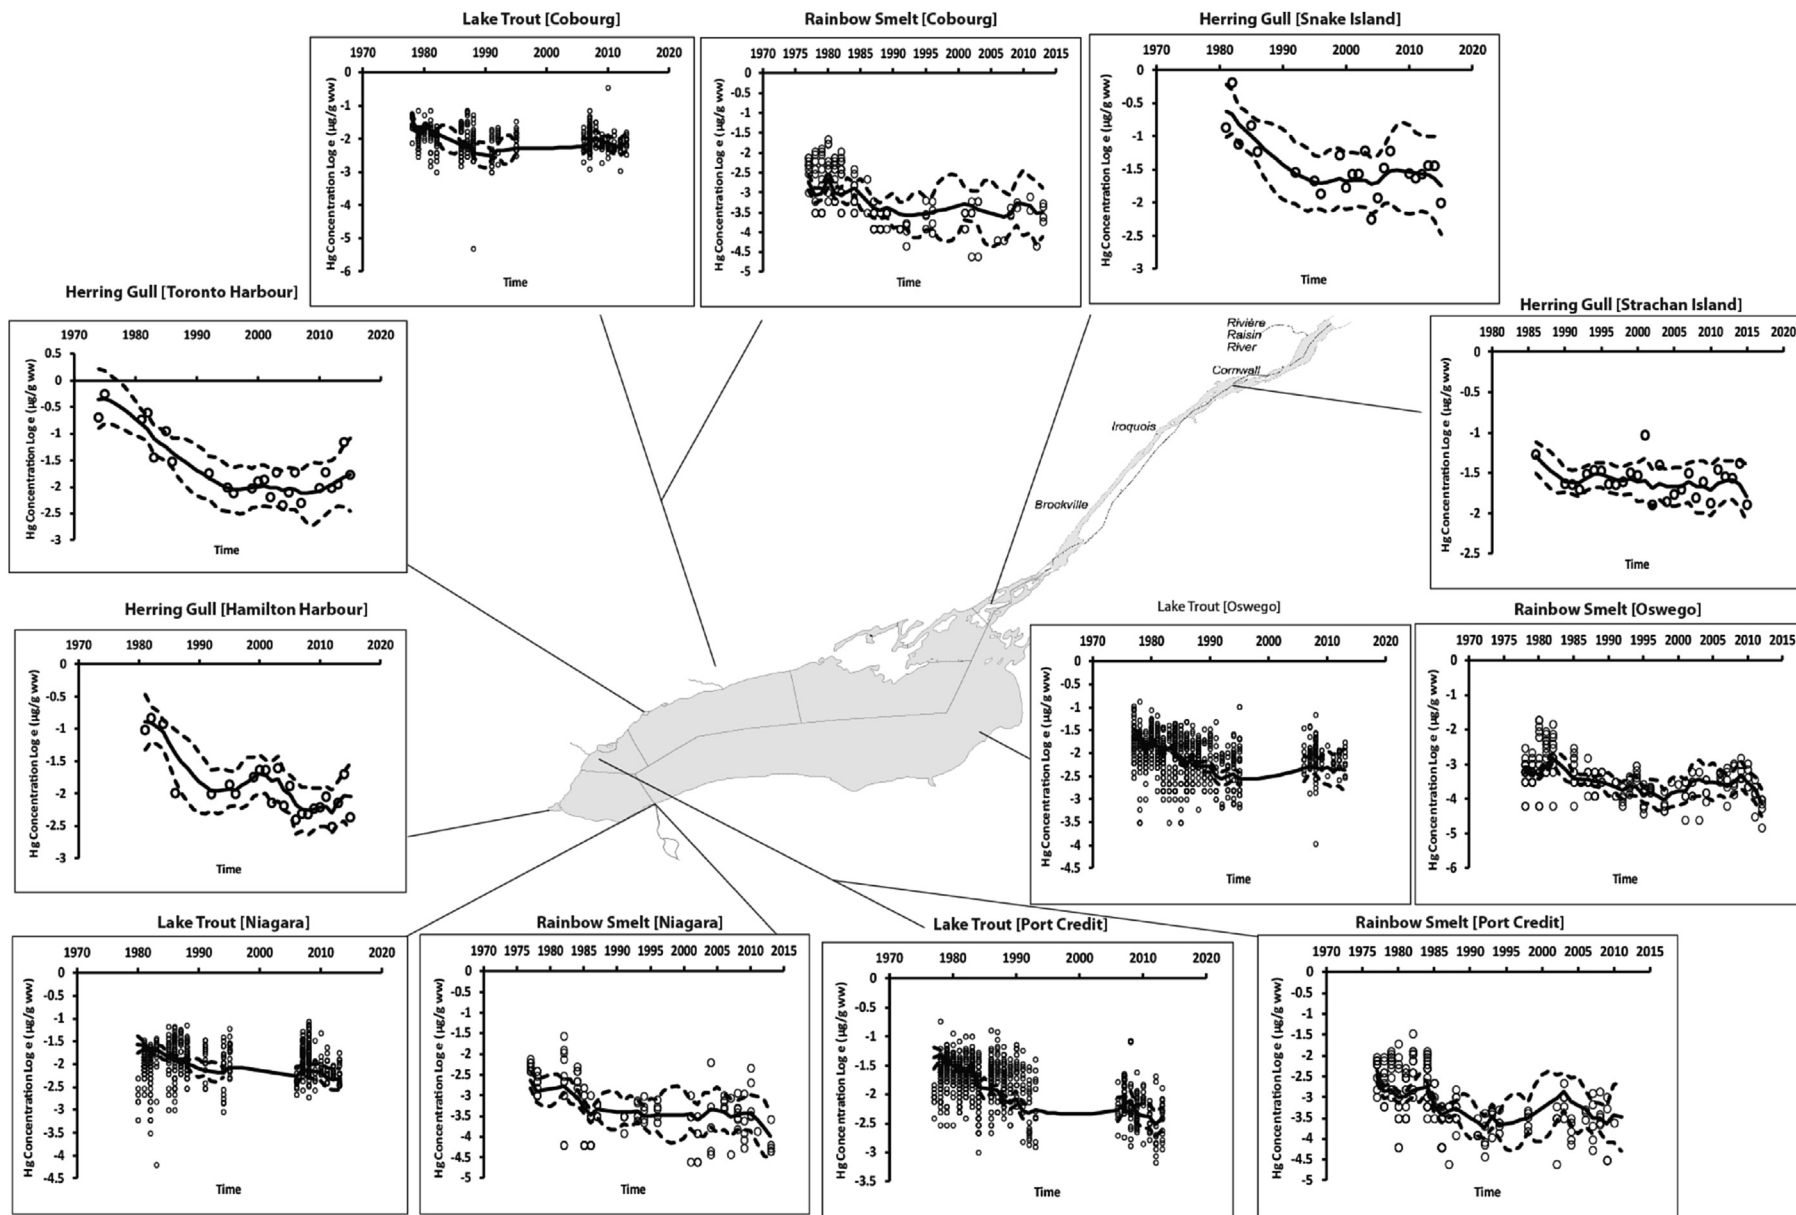 Lake Trout [Cobourg]
1970 1980 1990 2000 2010 2020
Hg Concentration Log e (µg/g ww)
0
-1
-2
-3
-4
-5
-6
Time
Rainbow Smelt [Cobourg]
1970 1975 1980 1985 1990 1995 2000 2005 2010 2015
Hg Concentration Log e (µg/g ww)
0
-0.5
-1
-1.5
-2
-2.5
-3
-3.5
-4
-4.5
-5
Time
Herring Gull [Snake Island]
1970 1980 1990 2000 2010 2020
Hg Concentration Log e (µg/g ww)
0
-0.5
-1
-1.5
-2
-2.5
-3
Time
Herring Gull [Toronto Harbour]
1970 1980 1990 2000 2010 2020
Hg Concentration Log e (µg/g ww)
0.5
0
-0.5
-1
-1.5
-2
-2.5
-3
Time
Rivière
Raisin
River
Cornwall
Iroquois
Brockville
Herring Gull [Strachan Island]
1980 1985 1990 1995 2000 2005 2010 2015 2020
Hg Concentration Log e (µg/g ww)
0
-0.5
-1
-1.5
-2
-2.5
Time
Herring Gull [Hamilton Harbour]
1970 1980 1990 2000 2010 2020
Hg Concentration Log e (µg/g ww)
0
-0.5
-1
-1.5
-2
-2.5
-3
Time
Lake Trout [Oswego]
1970 1980 1990 2000 2010 2020
Hg Concentration Log e (µg/g ww)
0
-0.5
-1
-1.5
-2
-2.5
-3
-3.5
-4
-4.5
Time
Rainbow Smelt [Oswego]
1970 1975 1980 1985 1990 1995 2000 2005 2010 2015
Hg Concentration Log e (µg/g ww)
0
-1
-2
-3
-4
-5
-6
Time
Lake Trout [Niagara]
1970 1980 1990 2000 2010 2020
Hg Concentration Log e (µg/g ww)
0
-0.5
-1
-1.5
-2
-2.5
-3
-3.5
-4
-4.5
Time
Rainbow Smelt [Niagara]
1970 1975 1980 1985 1990 1995 2000 2005 2010 2015
Hg Concentration Log e (µg/g ww)
0
-0.5
-1
-1.5
-2
-2.5
-3
-3.5
-4
-4.5
-5
Time
Lake Trout [Port Credit]
1970 1980 1990 2000 2010 2020
Hg Concentration Log e (µg/g ww)
0
-0.5
-1
-1.5
-2
-2.5
-3
-3.5
Time
Rainbow Smelt [Port Credit]
1970 1975 1980 1985 1990 1995 2000 2005 2010 2015
Hg Concentration Log e (µg/g ww)
0
-0.5
-1
-1.5
-2
-2.5
-3
-3.5
-4
-4.5
-5
Time